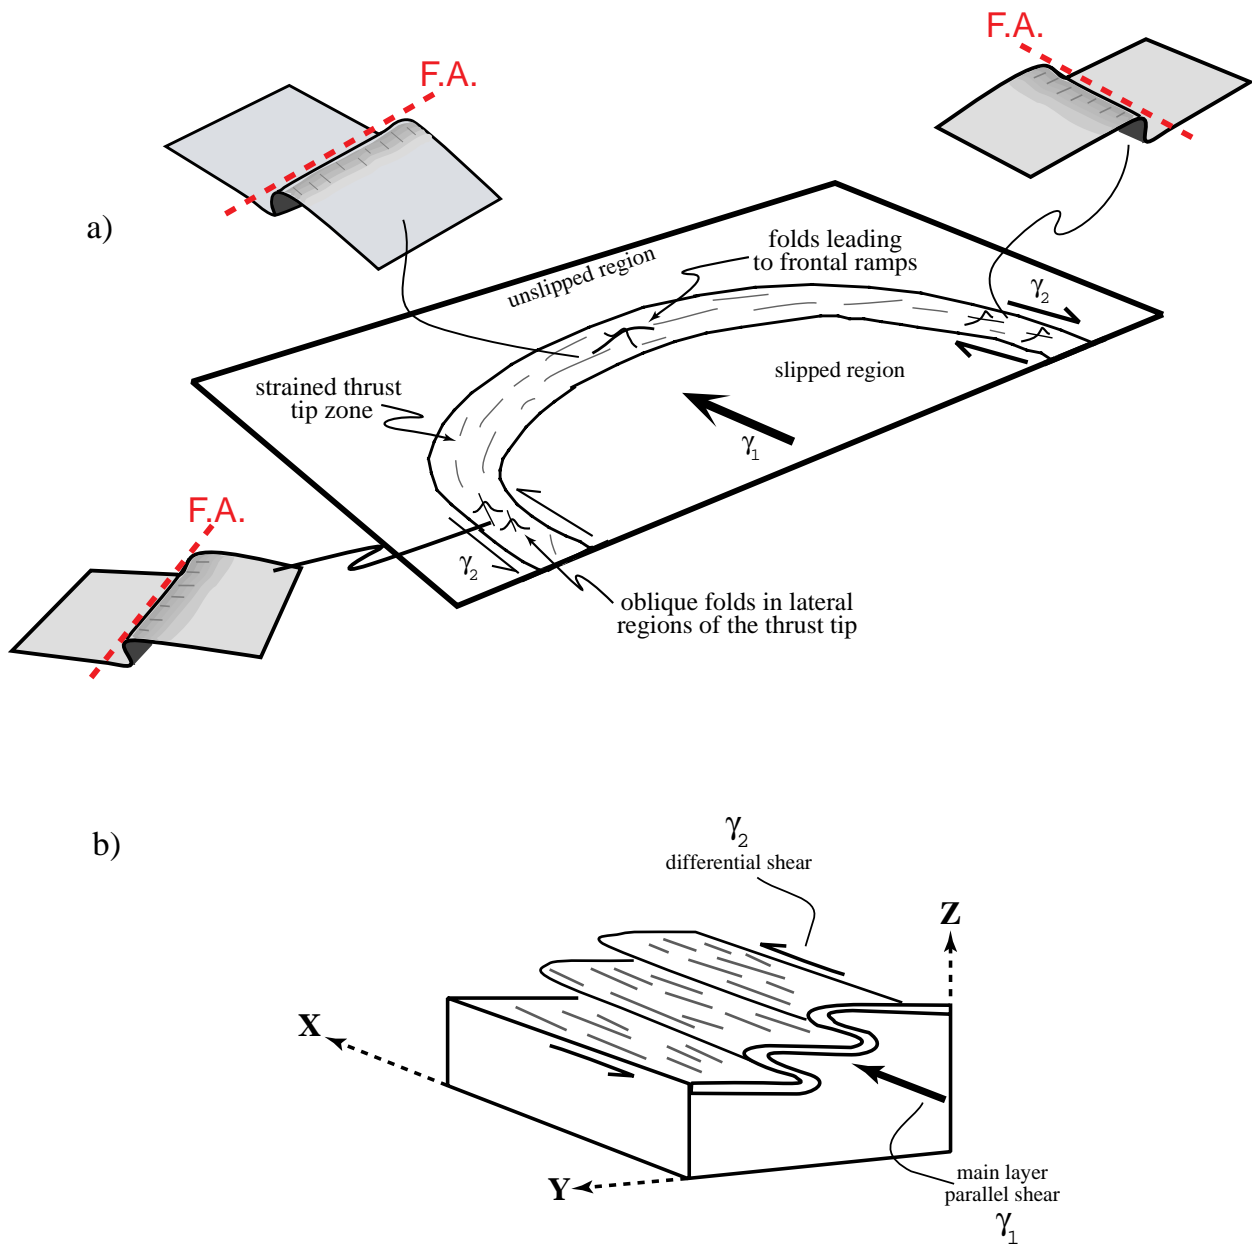 F.A.
F.A.
a)
folds leading
to frontal ramps
unslipped region
γ2
strained thrust
tip zone
slipped region
γ1
F.A.
γ2
oblique folds in lateral
regions of the thrust tip
b)
γ2
differential shear
Z
X
Y
main layer
parallel shear
γ1